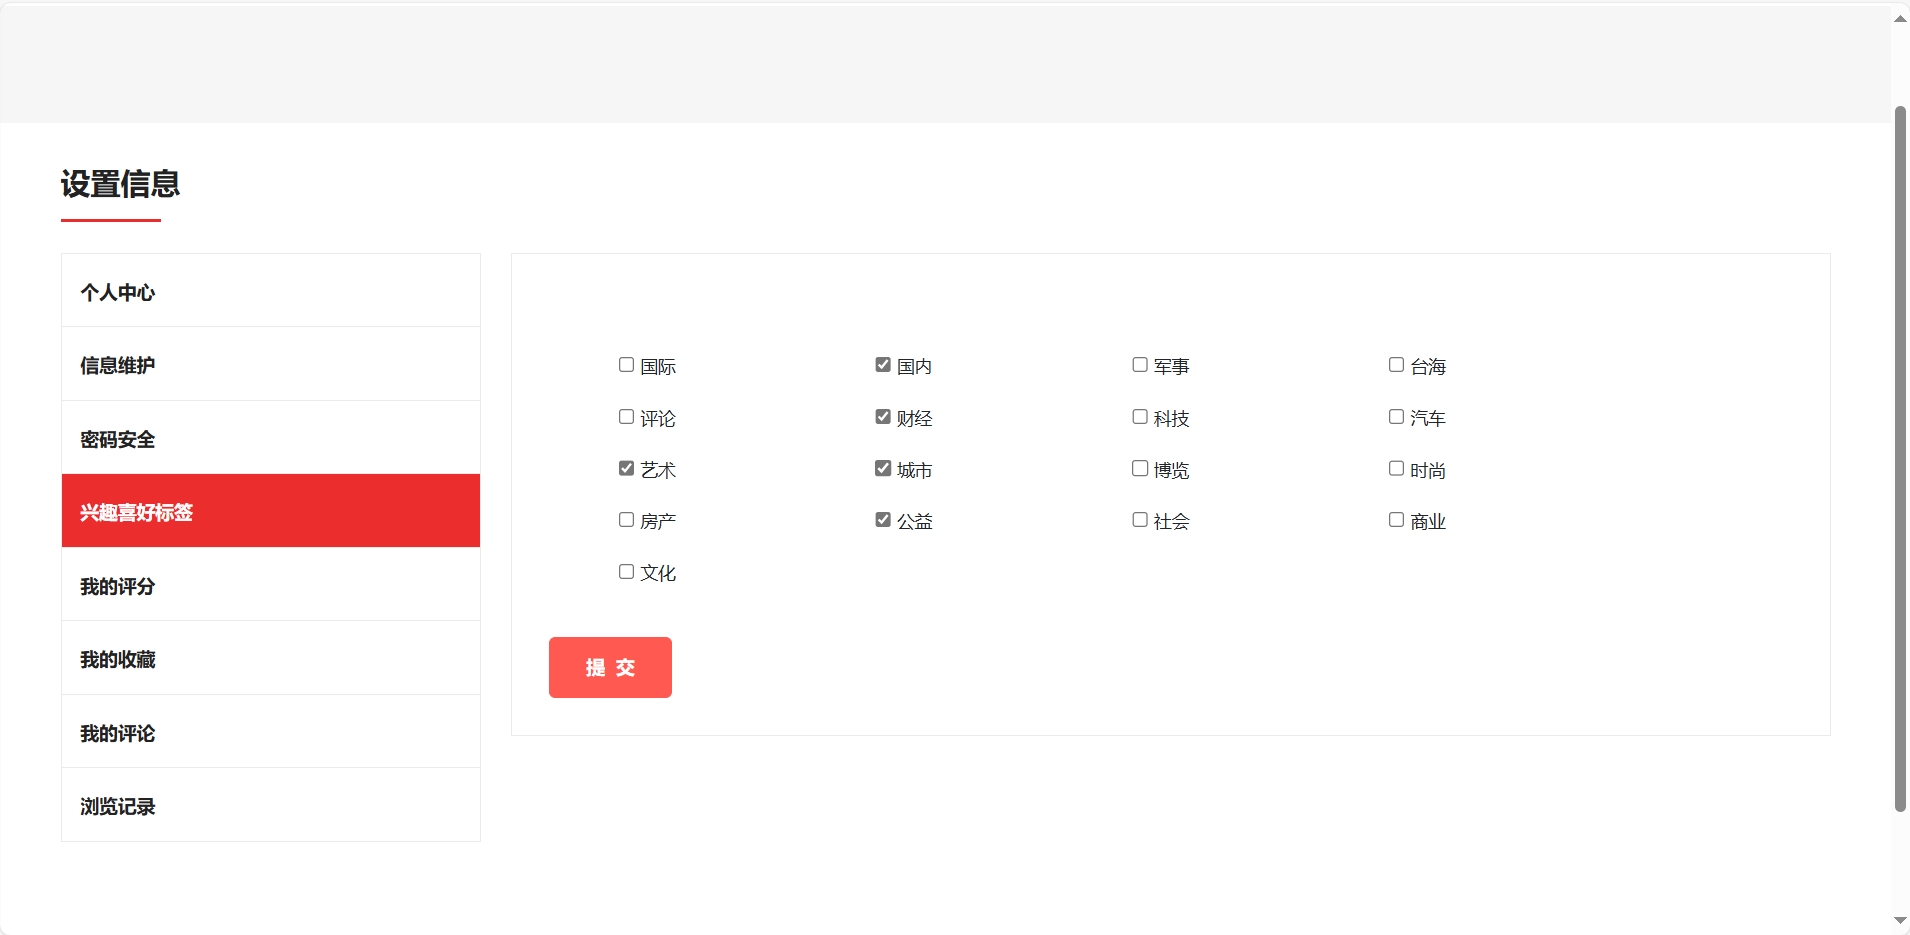 设置信息
个人中心
信息维护
密码安全
兴趣喜好标签
我的评分
我的收藏
我的评论
浏览记录
国际 国内 军事 台海
评论 财经 科技 汽车
艺术 城市 博览 时尚
房产 公益 社会 商业
文化
提 交